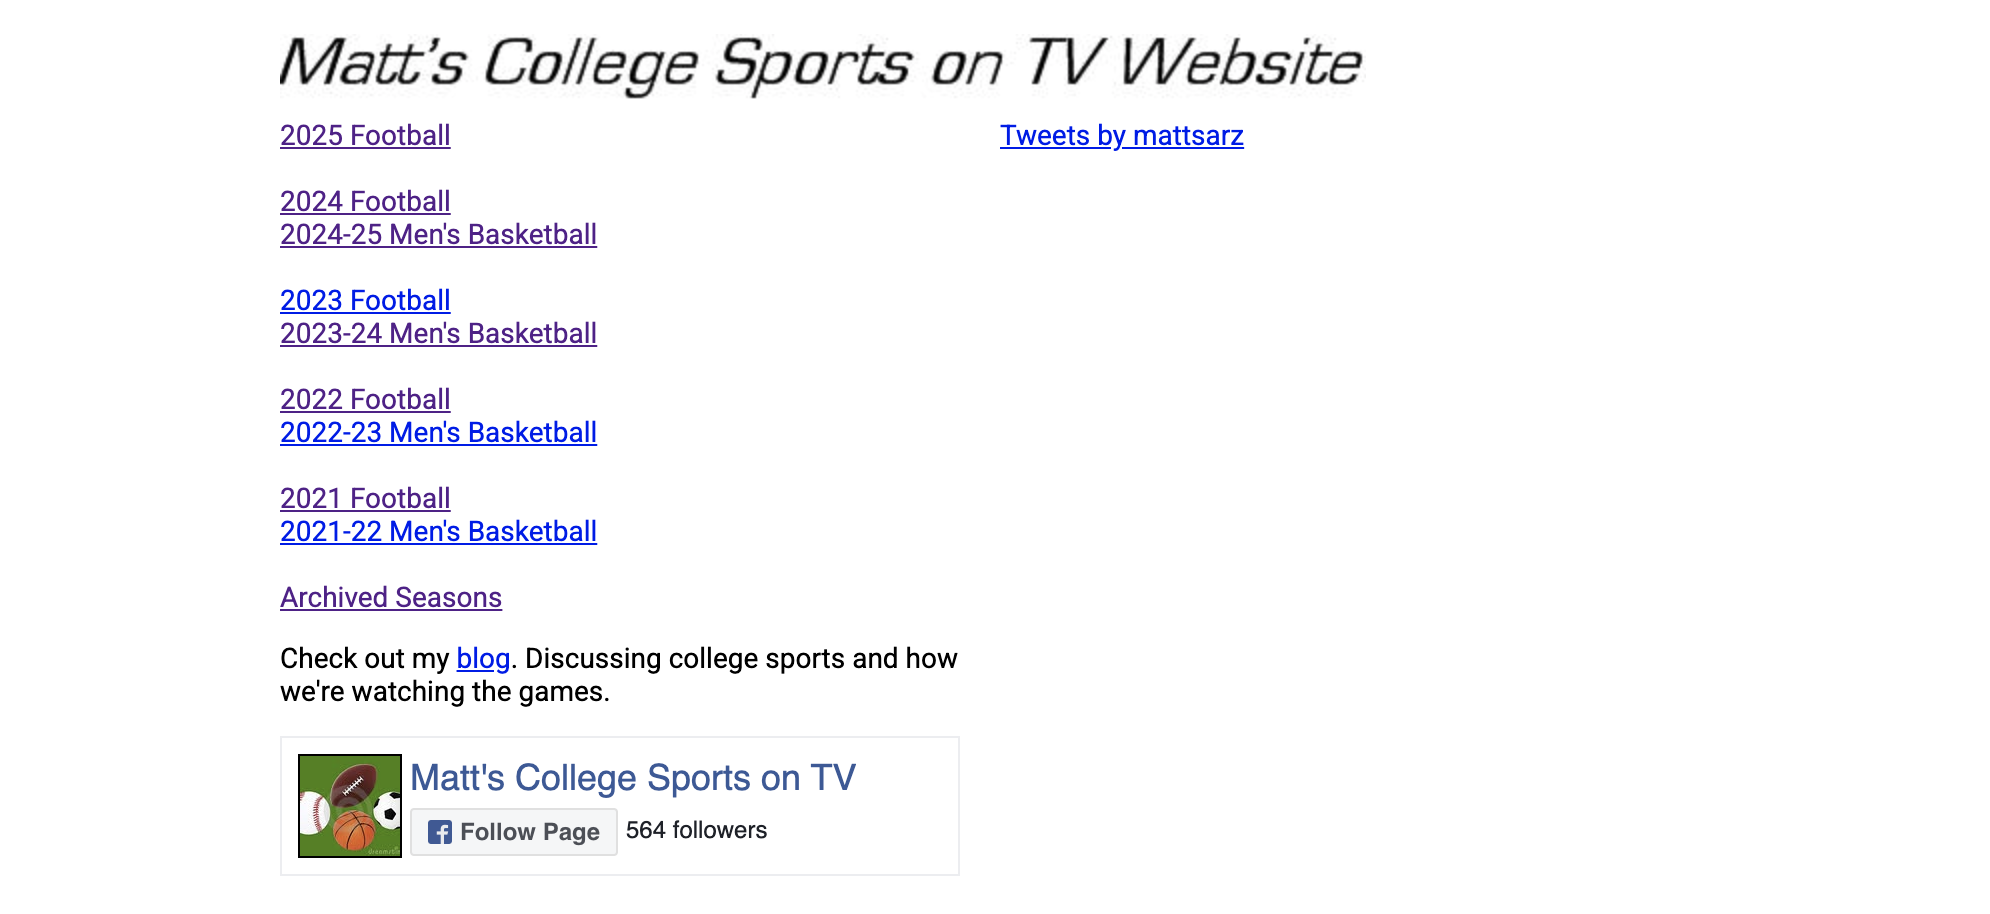 Matt's College Sports on TV Website
2025 Football
Tweets by mattsarz
2024 Football
2024-25 Men's Basketball
2023 Football
2023-24 Men's Basketball
2022 Football
2022-23 Men's Basketball
2021 Football
2021-22 Men's Basketball
Archived Seasons
Check out my blog. Discussing college sports and how
we're watching the games.
Matt's College Sports on TV
Follow Page
564 followers